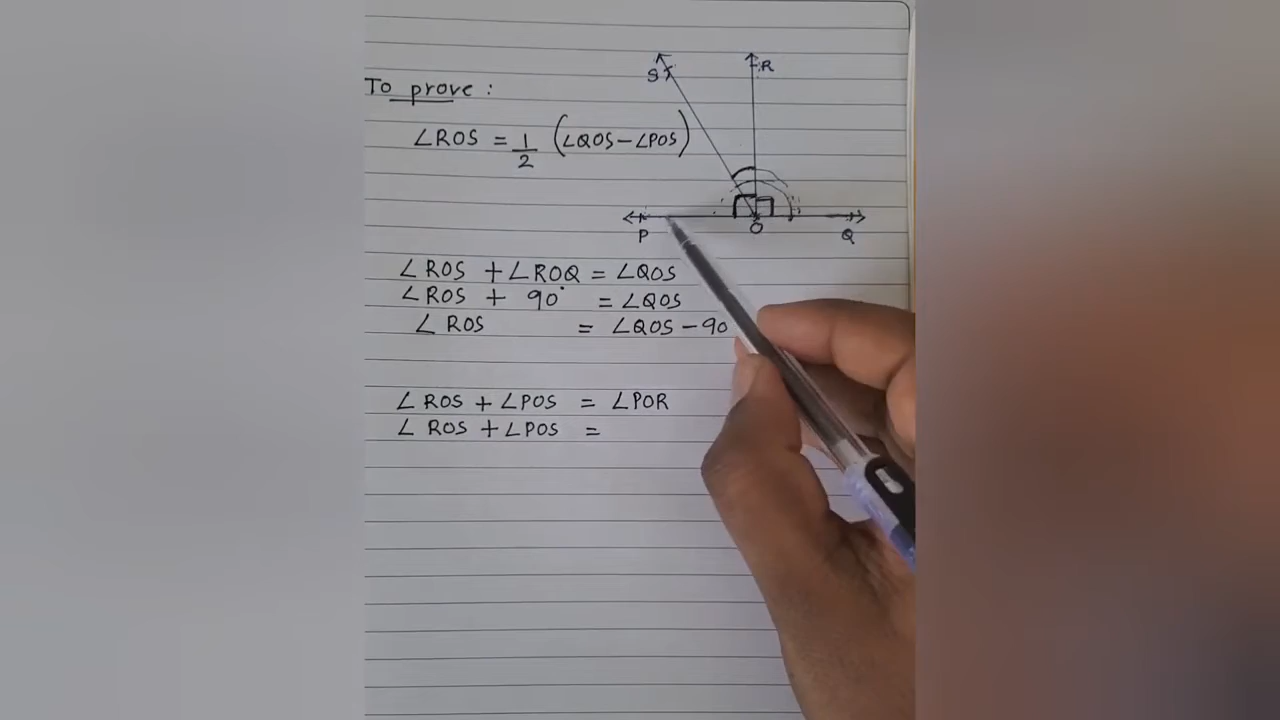 S R
To prove :
∠ROS = 1/2 (∠QOS - ∠POS)
P O Q
∠ROS + ∠ROQ = ∠QOS
∠ROS + 90° = ∠QOS
∠ROS = ∠QOS - 90
∠ROS + ∠POS = ∠POR
∠ROS + ∠POS =